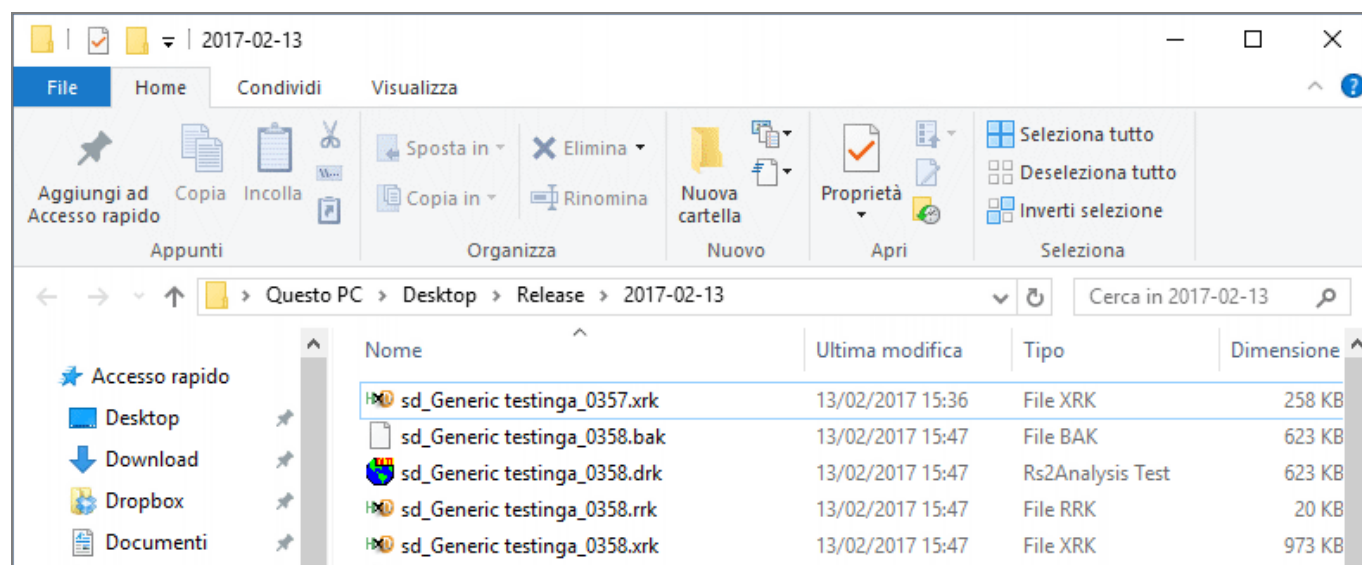 2017-02-13
File Home Condividi Visualizza
Aggiungi ad
Accesso rapido
Copia
Incolla
Appunti
Sposta in
Copia in
Elimina
Rinomina
Organizza
Nuova
cartella
Nuovo
Proprietà
Apri
Seleziona tutto
Deseleziona tutto
Inverti selezione
Seleziona
Questo PC > Desktop > Release > 2017-02-13
Cerca in 2017-02-13
Accesso rapido
Desktop
Download
Dropbox
Documenti
Nome Ultima modifica Tipo Dimensione
sd_Generic testinga_0357.xrk 13/02/2017 15:36 File XRK 258 KB
sd_Generic testinga_0358.bak 13/02/2017 15:47 File BAK 623 KB
sd_Generic testinga_0358.drk 13/02/2017 15:47 Rs2Analysis Test 623 KB
sd_Generic testinga_0358.rrk 13/02/2017 15:47 File RRK 20 KB
sd_Generic testinga_0358.xrk 13/02/2017 15:47 File XRK 973 KB